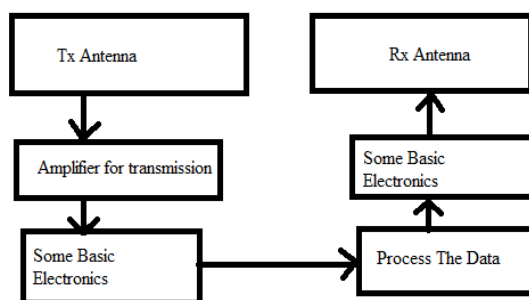 Tx Antenna
Rx Antenna
Amplifier for transmission
Some Basic
Electronics
Some Basic
Electronics
Process The Data